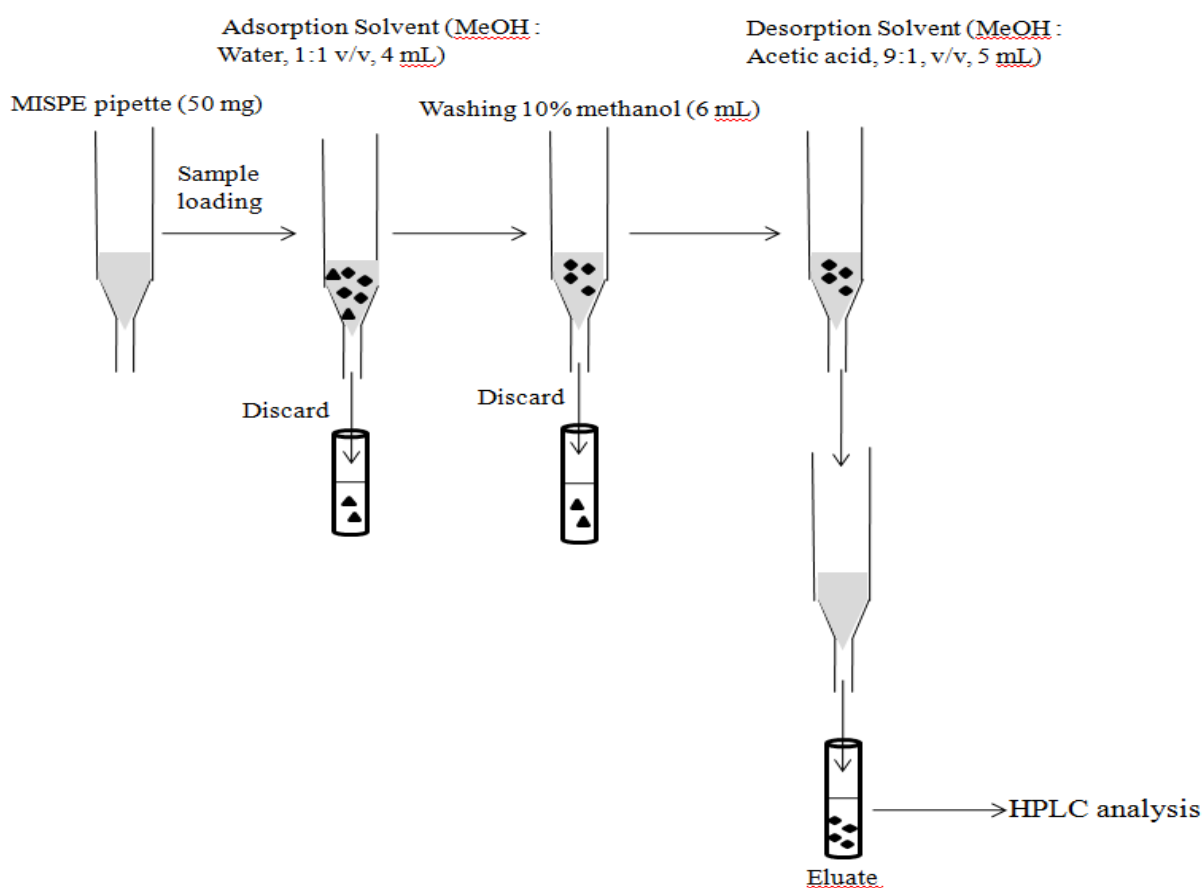 Adsorption Solvent (MeOH :
Water, 1:1 v/v, 4 mL)
Desorption Solvent (MeOH :
Acetic acid, 9:1, v/v, 5 mL)
MISPE pipette (50 mg)
Washing 10% methanol (6 mL)
Sample
loading
Discard
Discard
HPLC analysis
Eluate